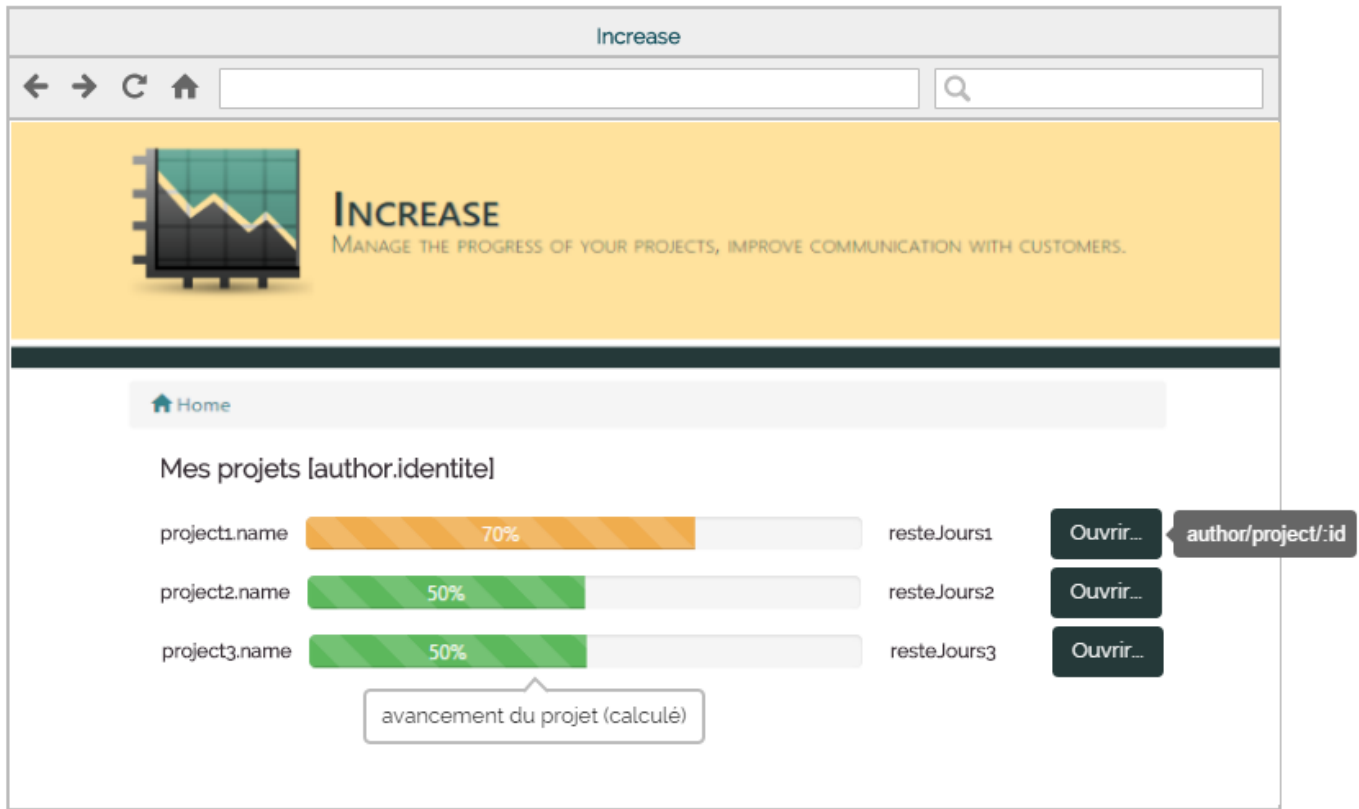 Increase
INCREASE
MANAGE THE PROGRESS OF YOUR PROJECTS, IMPROVE COMMUNICATION WITH CUSTOMERS.
Home
Mes projets [author.identite]
project1.name 70% resteJours1 Ouvrir... author/project/:id
project2.name 50% resteJours2 Ouvrir...
project3.name 50% resteJours3 Ouvrir...
avancement du projet (calculé)